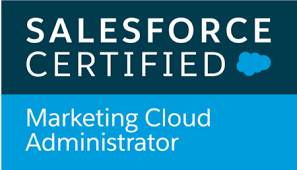 SALESFORCE
CERTIFIED
Marketing Cloud
Administrator